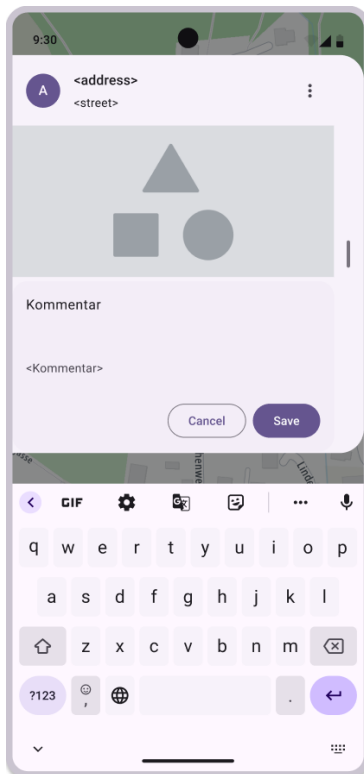 9:30
A
<address>
<street>
Kommentar
<Kommentar>
Cancel Save
GIF
q w e r t y u i o p
a s d f g h j k l
z x c v b n m
?123 , .